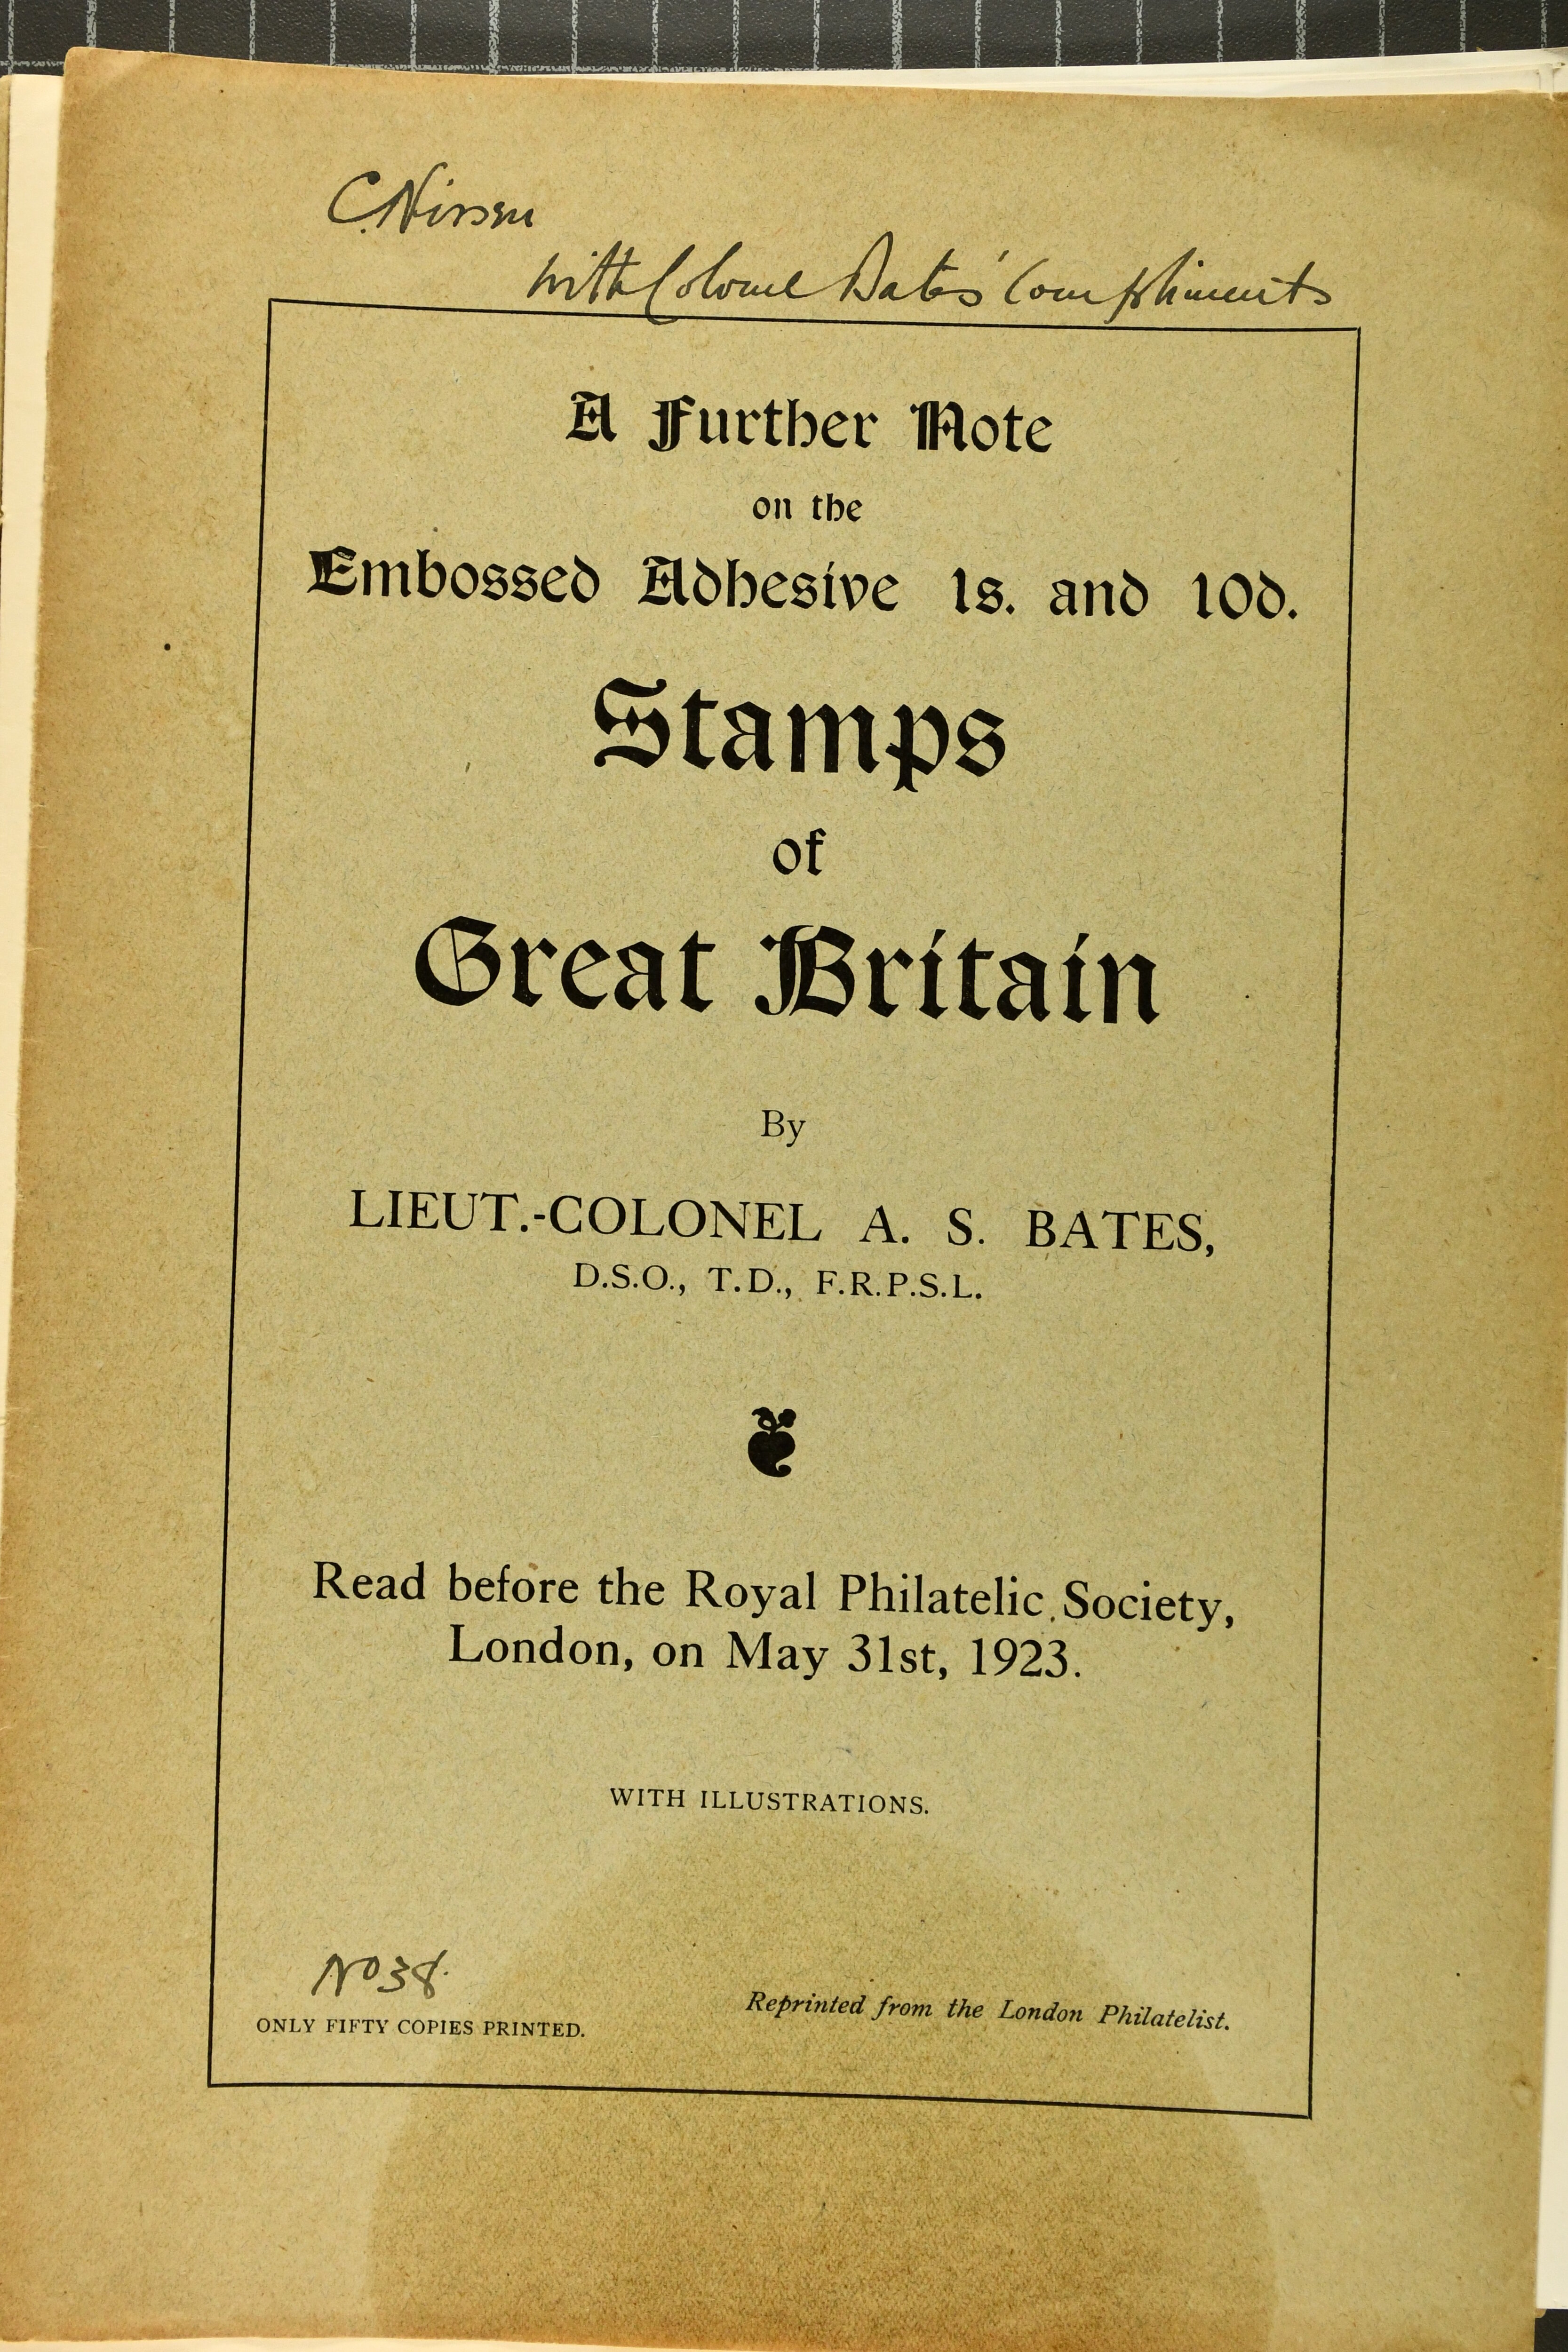 C. Nissen
with Colonel Bates' Compliments
A Further Note
on the
Embossed Adhesive 1s. and 10d.
Stamps
of
Great Britain
By
LIEUT.-COLONEL A. S. BATES,
D.S.O., T.D., F.R.P.S.L.
Read before the Royal Philatelic Society,
London, on May 31st, 1923.
WITH ILLUSTRATIONS.
No 38.
ONLY FIFTY COPIES PRINTED.
Reprinted from the London Philatelist.